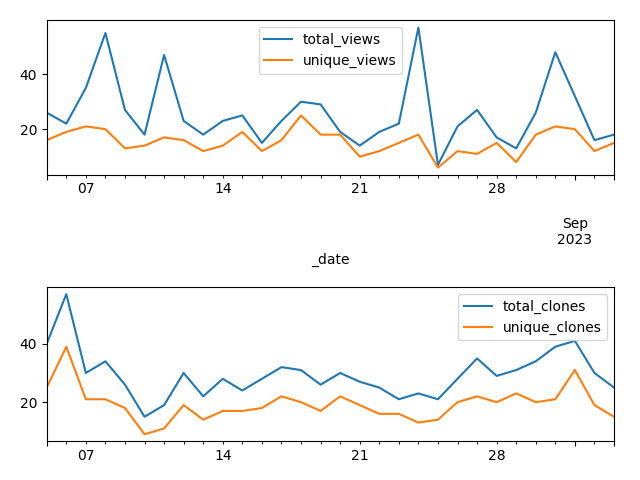 total_views
unique_views
40
20
07 14 21 28
Sep
2023
_date
total_clones
unique_clones
40
20
07 14 21 28